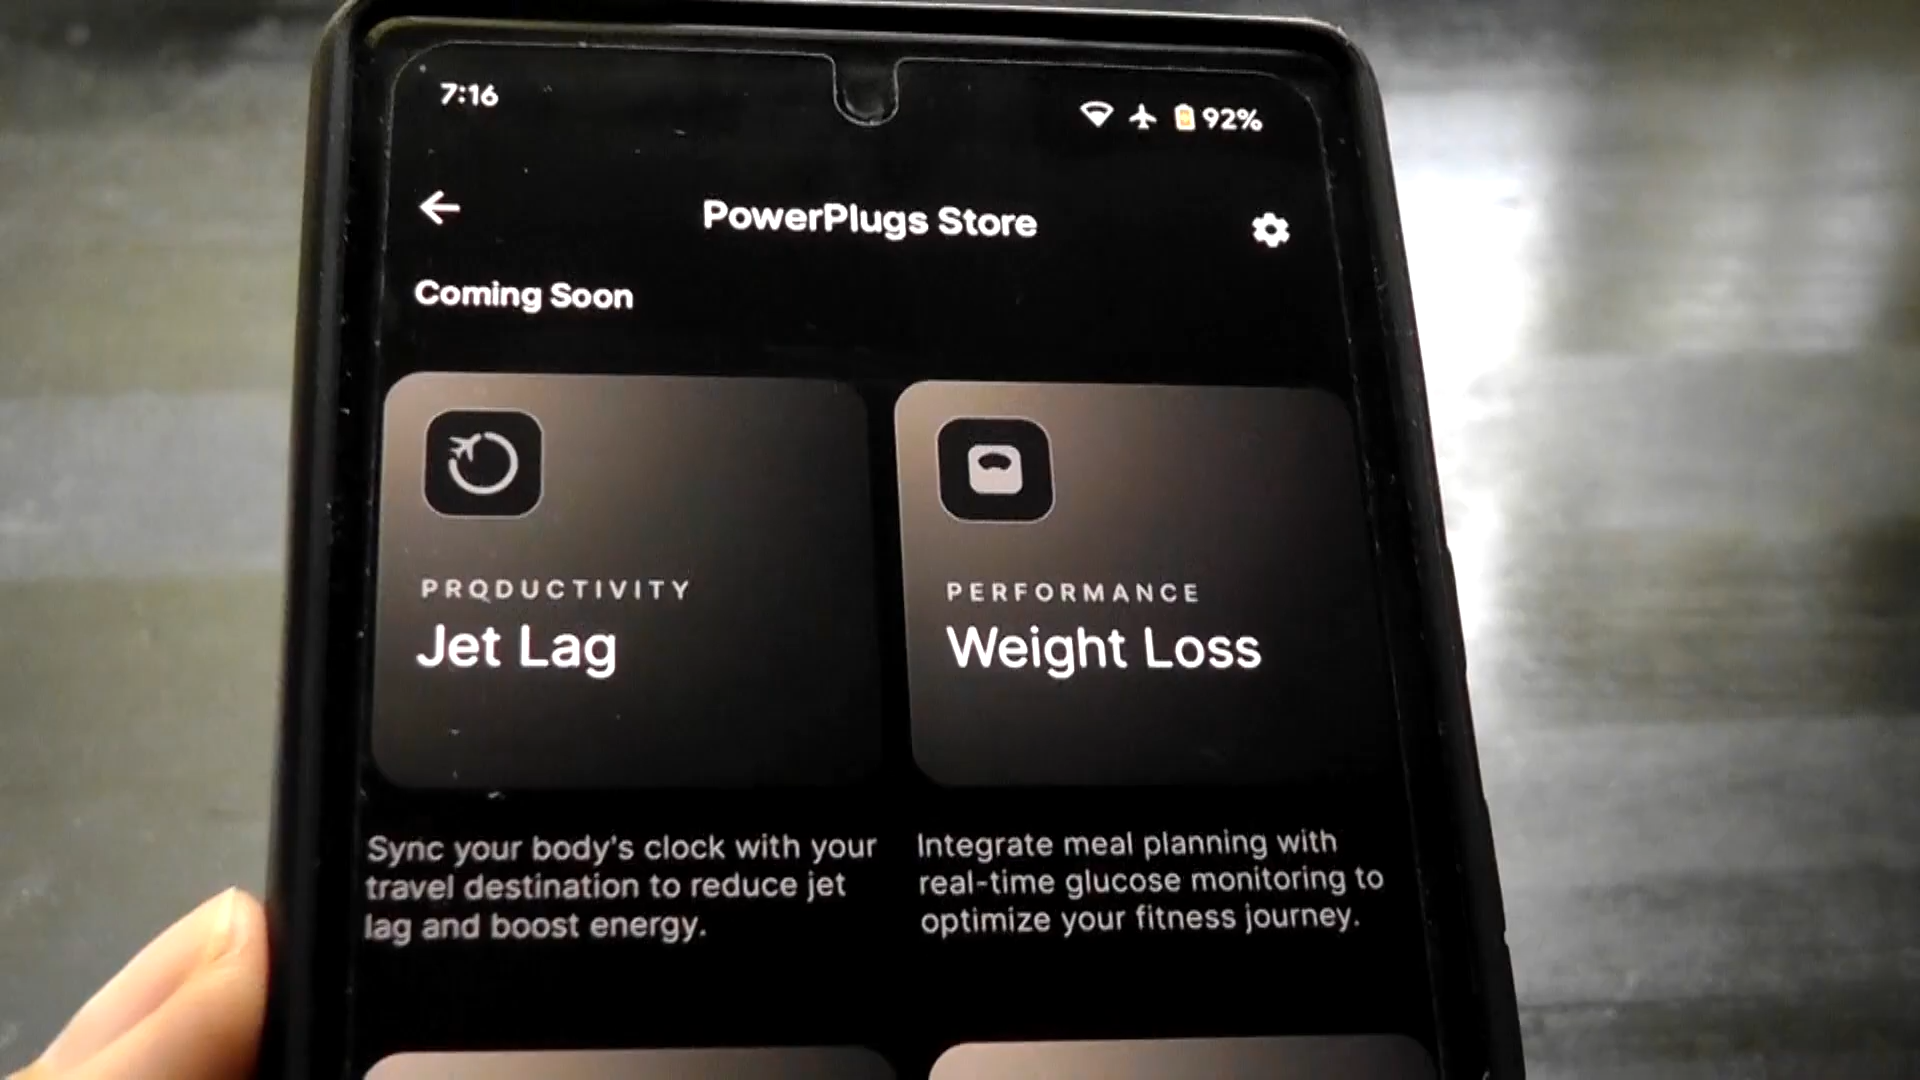 7:16
92%
PowerPlugs Store
Coming Soon
PRODUCTIVITY
Jet Lag
Sync your body's clock with your
travel destination to reduce jet
lag and boost energy.
PERFORMANCE
Weight Loss
Integrate meal planning with
real-time glucose monitoring to
optimize your fitness journey.